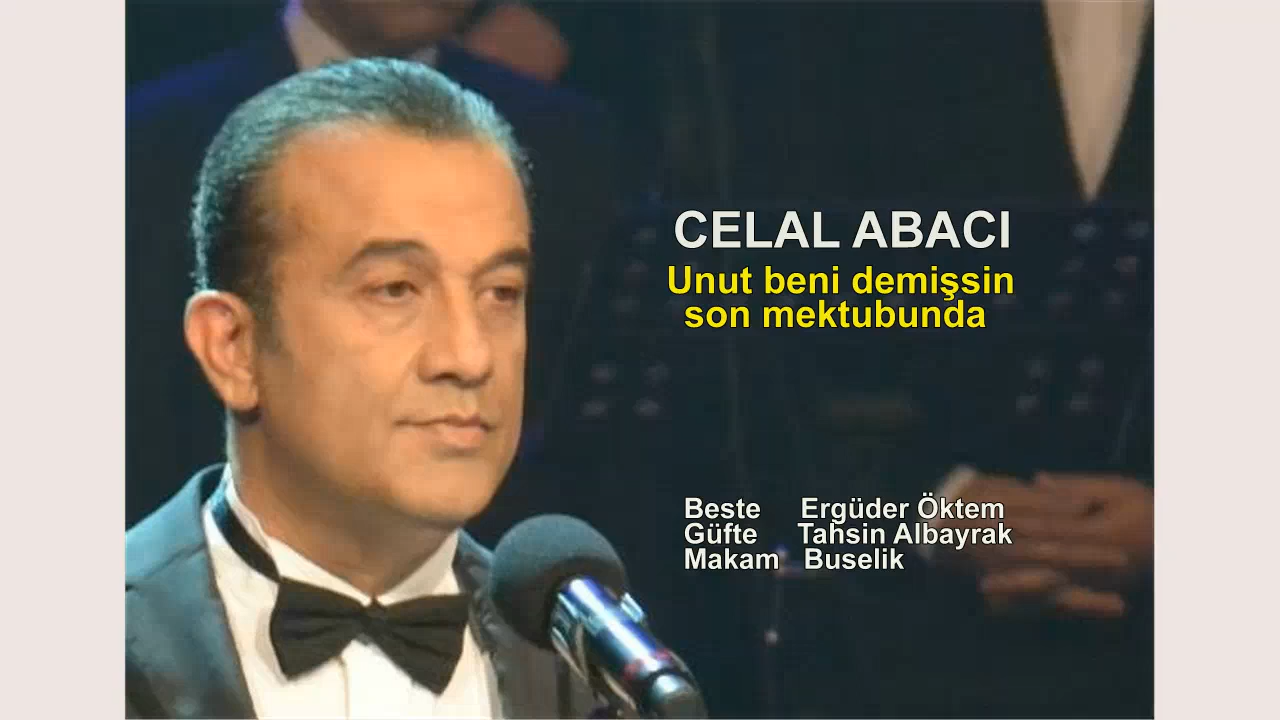 CELAL ABACI
Unut beni demişsin
son mektubunda
Beste Ergüder Öktem
Güfte Tahsin Albayrak
Makam Buselik